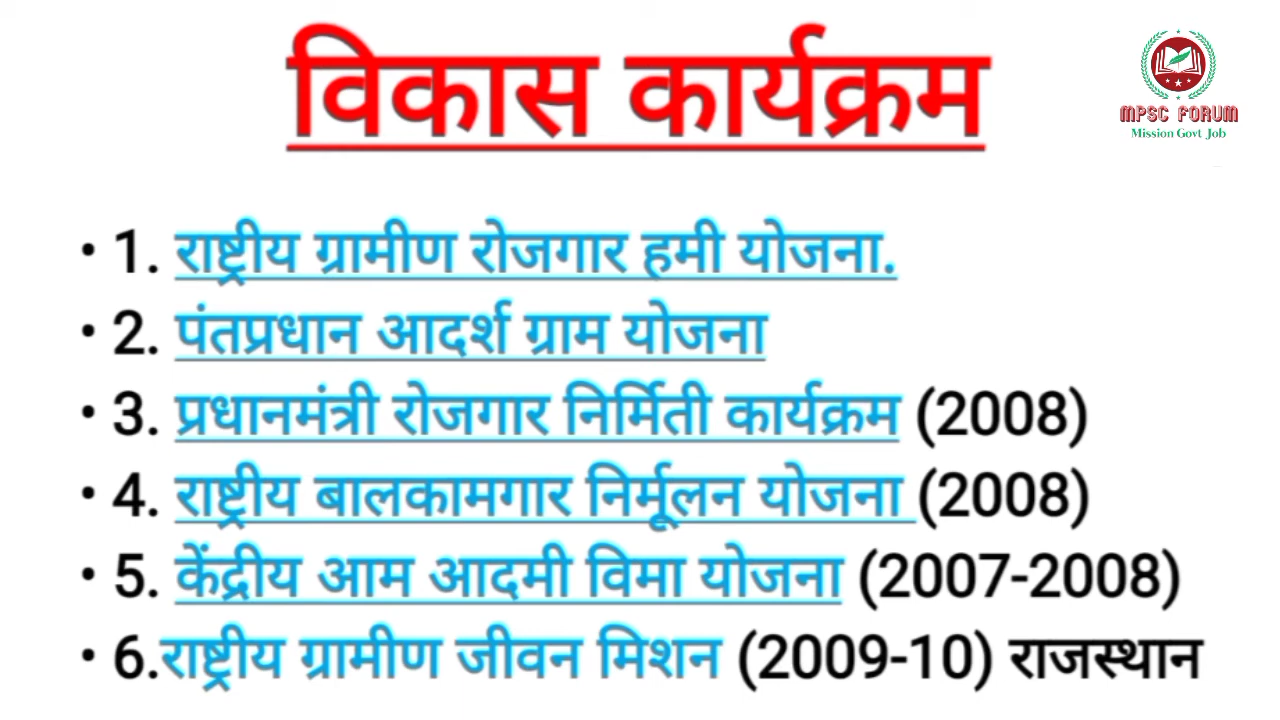 विकास कार्यक्रम
MPSC FORUM
Mission Govt Job
• 1. राष्ट्रीय ग्रामीण रोजगार हमी योजना.
• 2. पंतप्रधान आदर्श ग्राम योजना
• 3. प्रधानमंत्री रोजगार निर्मिती कार्यक्रम (2008)
• 4. राष्ट्रीय बालकामगार निर्मूलन योजना (2008)
• 5. केंद्रीय आम आदमी विमा योजना (2007-2008)
• 6.राष्ट्रीय ग्रामीण जीवन मिशन (2009-10) राजस्थान